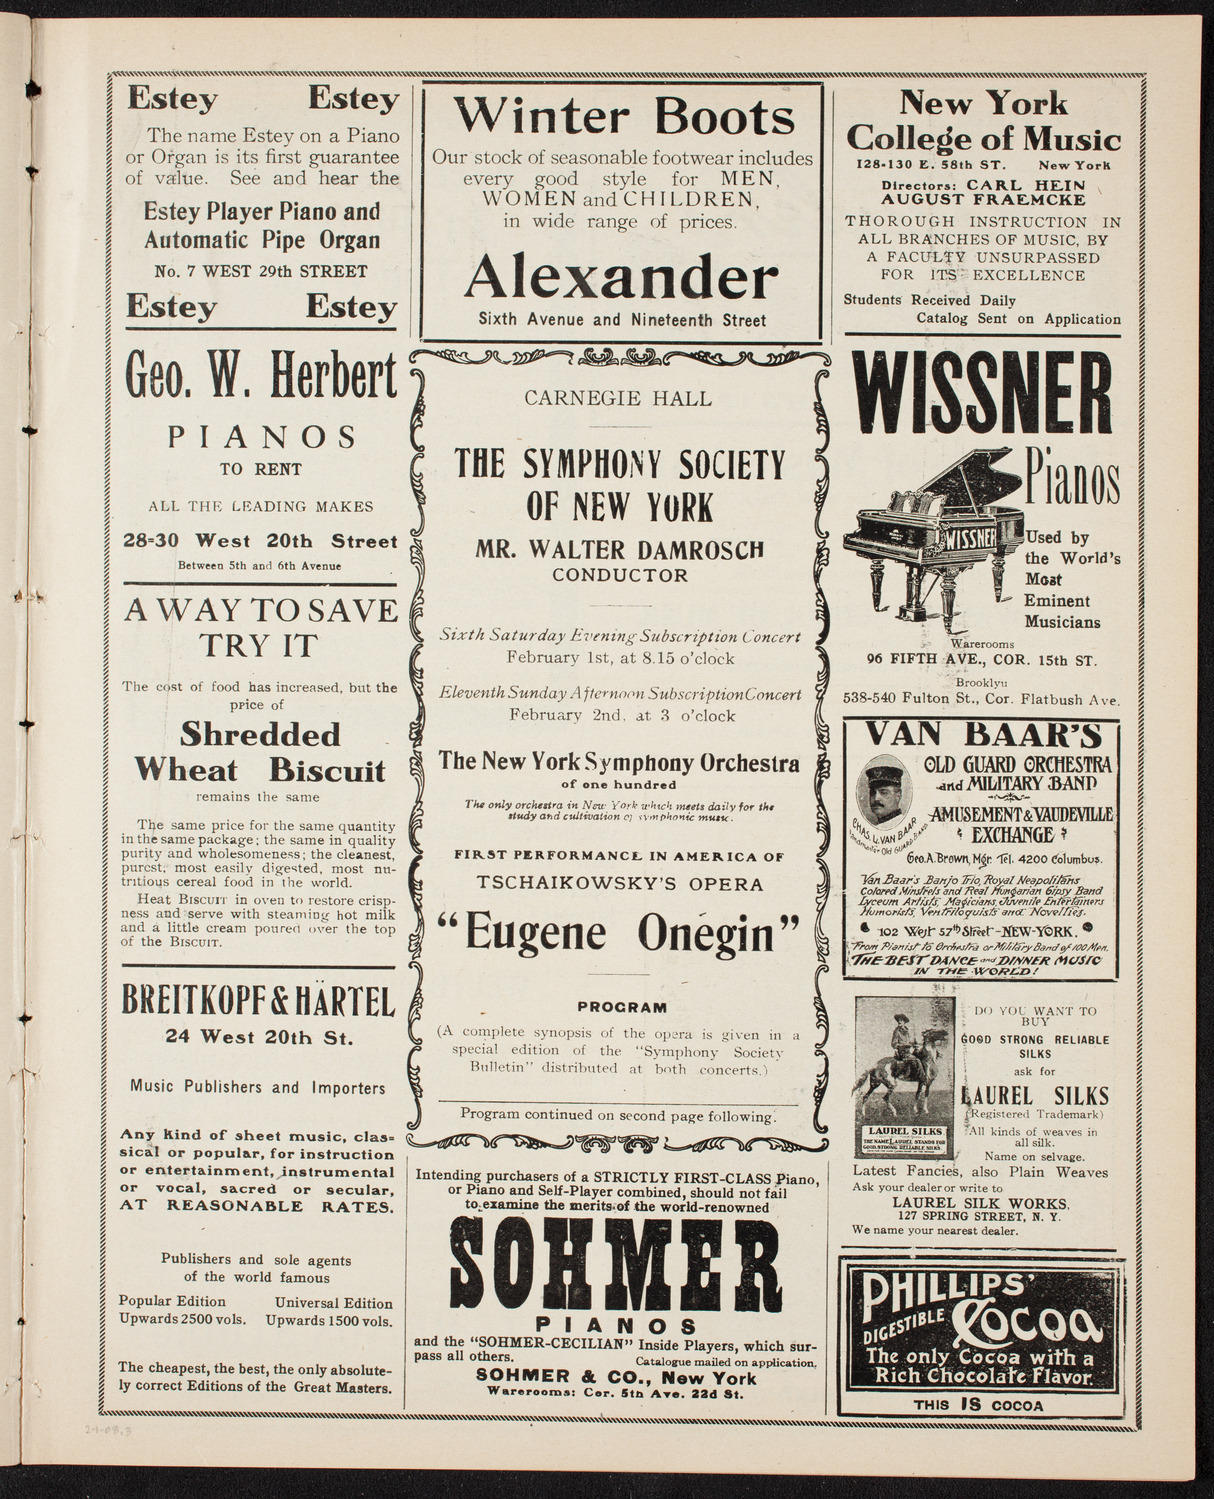 Estey Estey
The name Estey on a Piano
or Organ is its first guarantee
of value. See and hear the
Estey Player Piano and
Automatic Pipe Organ
No. 7 WEST 29th STREET
Estey Estey
Geo. W. Herbert
PIANOS
TO RENT
ALL THE LEADING MAKES
28=30 West 20th Street
Between 5th and 6th Avenue
A WAY TO SAVE
TRY IT
The cost of food has increased, but the
price of
Shredded
Wheat Biscuit
remains the same
The same price for the same quantity
in the same package; the same in quality
purity and wholesomeness; the cleanest,
purest, most easily digested, most nu-
tritious cereal food in the world.
Heat BISCUIT in oven to restore crisp-
ness and serve with steaming hot milk
and a little cream poured over the top
of the BISCUIT.
BREITKOPF & HÄRTEL
24 West 20th St.
Music Publishers and Importers
Any kind of sheet music, clas=
sical or popular, for instruction
or entertainment, instrumental
or vocal, sacred or secular,
AT REASONABLE RATES.
Publishers and sole agents
of the world famous
Popular Edition Universal Edition
Upwards 2500 vols. Upwards 1500 vols.
The cheapest, the best, the only absolute-
ly correct Editions of the Great Masters.
Winter Boots
Our stock of seasonable footwear includes
every good style for MEN,
WOMEN and CHILDREN,
in wide range of prices.
Alexander
Sixth Avenue and Nineteenth Street
CARNEGIE HALL
THE SYMPHONY SOCIETY
OF NEW YORK
MR. WALTER DAMROSCH
CONDUCTOR
Sixth Saturday Evening Subscription Concert
February 1st, at 8.15 o'clock
Eleventh Sunday Afternoon Subscription Concert
February 2nd, at 3 o'clock
The New York Symphony Orchestra
of one hundred
The only orchestra in New York which meets daily for the
study and cultivation of symphonic music.
FIRST PERFORMANCE IN AMERICA OF
TSCHAIKOWSKY'S OPERA
"Eugene Onégin"
PROGRAM
(A complete synopsis of the opera is given in a
special edition of the "Symphony Society
Bulletin" distributed at both concerts.)
Program continued on second page following.
Intending purchasers of a STRICTLY FIRST-CLASS Piano,
or Piano and Self-Player combined, should not fail
to examine the merits of the world-renowned
SOHMER
PIANOS
and the "SOHMER-CECILIAN" Inside Players, which sur-
pass all others. Catalogue mailed on application.
SOHMER & CO., New York
Warerooms: Cor. 5th Ave. 22d St.
New York
College of Music
128-130 E. 58th ST. New York
Directors: CARL HEIN
AUGUST FRAEMCKE
THOROUGH INSTRUCTION IN
ALL BRANCHES OF MUSIC, BY
A FACULTY UNSURPASSED
FOR ITS EXCELLENCE
Students Received Daily
Catalog Sent on Application
WISSNER
Pianos
WISSNER
Used by
the World's
Most
Eminent
Musicians
Warerooms
96 FIFTH AVE., COR. 15th ST.
Brooklyn
538-540 Fulton St., Cor. Flatbush Ave.
VAN BAAR'S
OLD GUARD ORCHESTRA
and MILITARY BAND
AMUSEMENT & VAUDEVILLE
EXCHANGE
CHAS. L. VAN BAAR
Bandmaster Old GUARD BAND
Geo. A. Brown, Mgr. Tel. 4200 Columbus.
Van Baar's Banjo Trio, Royal Neapolitans
Colored Minstrels and Real Hungarian Gipsy Band
Lyceum Artists, Magicians, Juvenile Entertainers
Humorists, Ventriloquists and Novelties.
102 West 57th Street-NEW-YORK.
From Pianist to Orchestra or Military Band of 100 Men.
THE BEST DANCE and DINNER MUSIC
IN THE WORLD!
DO YOU WANT TO
BUY
GOOD STRONG RELIABLE
SILKS
ask for
LAUREL SILKS
(Registered Trademark)
All kinds of weaves in
all silk.
Name on selvage.
LAUREL SILKS
THE NAME LAUREL STANDS FOR
GOOD, STRONG, RELIABLE SILK.
Latest Fancies, also Plain Weaves
Ask your dealer or write to
LAUREL SILK WORKS,
127 SPRING STREET, N. Y.
We name your nearest dealer.
PHILLIPS'
DIGESTIBLE
COCOA
The only Cocoa with a
Rich Chocolate Flavor.
THIS IS COCOA
2-1-08.3